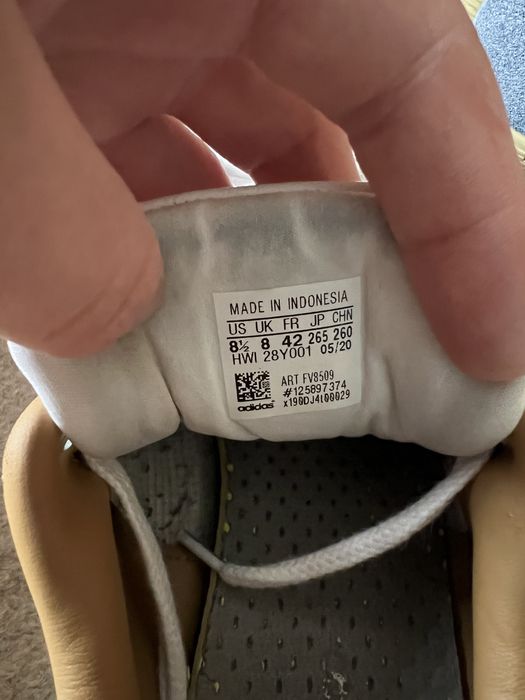 MADE IN INDONESIA
US UK FR JP CHN
8½ 8 42 265 260
HWI 28Y001 05/20
ART FV8509
#125897374
adidas x190DJ4t00029